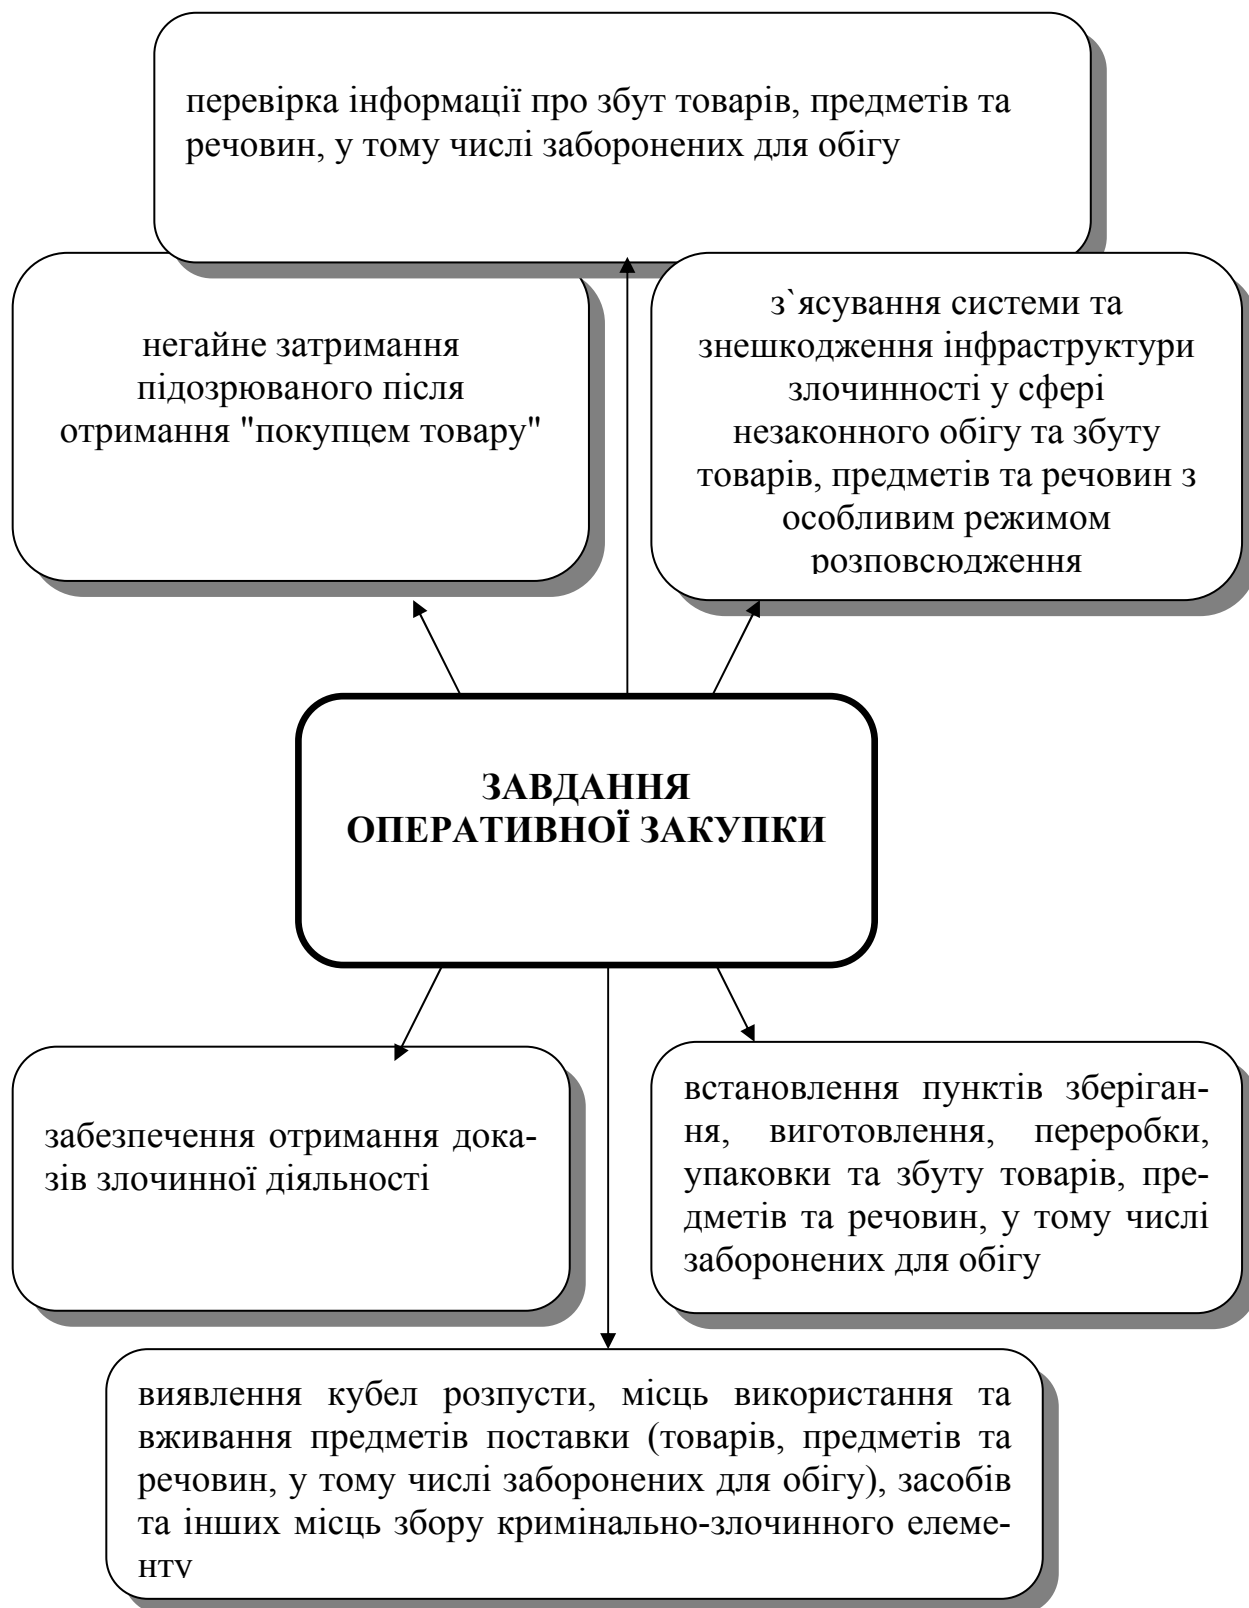 перевірка інформації про збут товарів, предметів та
речовин, у тому числі заборонених для обігу
негайне затримання
підозрюваного після
отримання "покупцем товару"
з`ясування системи та
знешкодження інфраструктури
злочинності у сфері
незаконного обігу та збуту
товарів, предметів та речовин з
особливим режимом
розповсюдження
ЗАВДАННЯ
ОПЕРАТИВНОЇ ЗАКУПКИ
забезпечення отримання дока-
зів злочинної діяльності
встановлення пунктів зберіган-
ня, виготовлення, переробки,
упаковки та збуту товарів, пре-
дметів та речовин, у тому числі
заборонених для обігу
виявлення кубел розпусти, місць використання та
вживання предметів поставки (товарів, предметів та
речовин, у тому числі заборонених для обігу), засобів
та інших місць збору кримінально-злочинного елеме-
нту